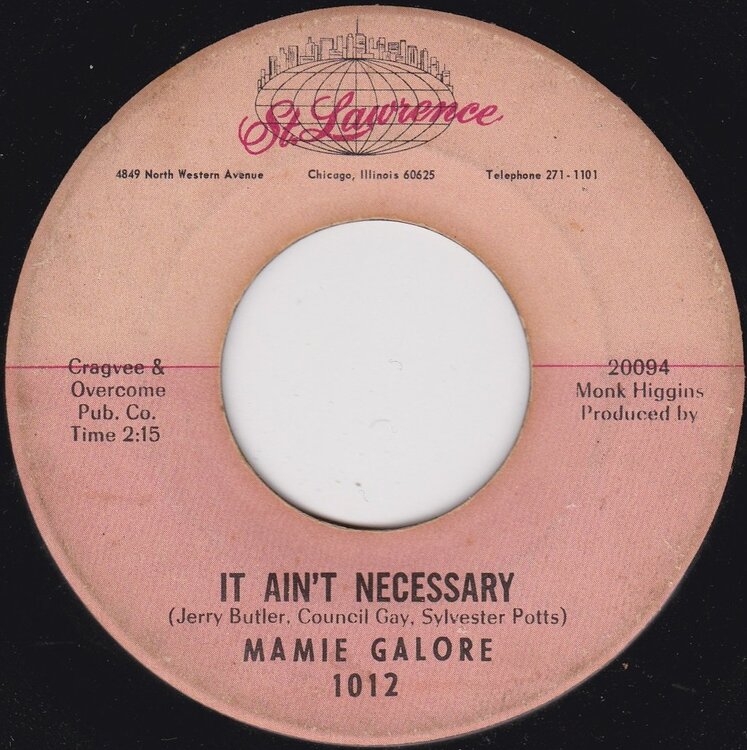 St. Lawrence
4849 North Western Avenue Chicago, Illinois 60625 Telephone 271-1101
Cragvee &
Overcome
Pub. Co.
Time 2:15
20094
Monk Higgins
Produced by
IT AIN'T NECESSARY
(Jerry Butler, Council Gay, Sylvester Potts)
MAMIE GALORE
1012